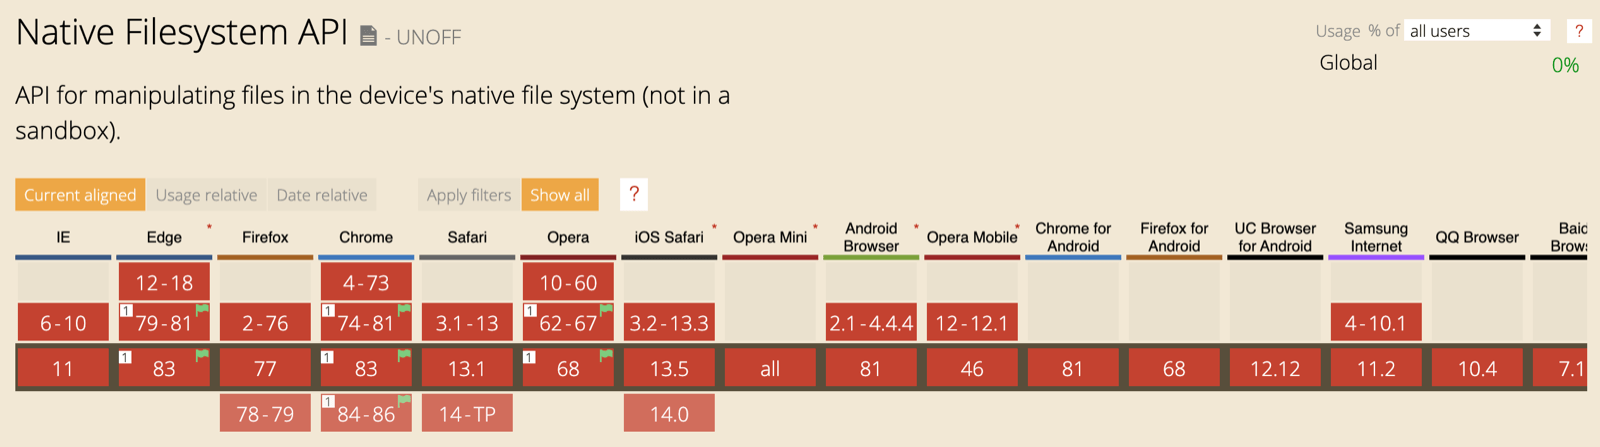 Native Filesystem API - UNOFF
Usage % of all users ?
Global 0%
API for manipulating files in the device's native file system (not in a
sandbox).
Current aligned Usage relative Date relative Apply filters Show all ?
IE Edge * Firefox Chrome Safari Opera iOS Safari * Opera Mini * Android Browser * Opera Mobile * Chrome for Android Firefox for Android UC Browser for Android Samsung Internet QQ Browser Baid Brow
12-18 4-73 10-60
6-10 1 79-81 2-76 1 74-81 3.1-13 1 62-67 3.2-13.3 2.1-4.4.4 12-12.1 4-10.1
11 1 83 77 1 83 13.1 1 68 13.5 all 81 46 81 68 12.12 11.2 10.4 7.1
78-79 1 84-86 14-TP 14.0